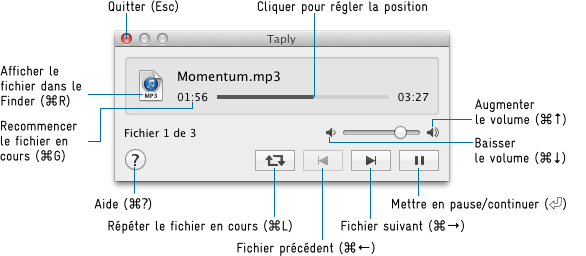 Quitter (Esc)
Cliquer pour régler la position
Taply
Afficher le
fichier dans le
Finder (⌘R)
MP3
Momentum.mp3
01:56
03:27
Recommencer
le fichier en
cours (⌘G)
Fichier 1 de 3
Augmenter
le volume (⌘↑)
Baisser
le volume (⌘↓)
?
Aide (⌘?)
Mettre en pause/continuer (⏎)
Répéter le fichier en cours (⌘L)
Fichier suivant (⌘→)
Fichier précédent (⌘←)